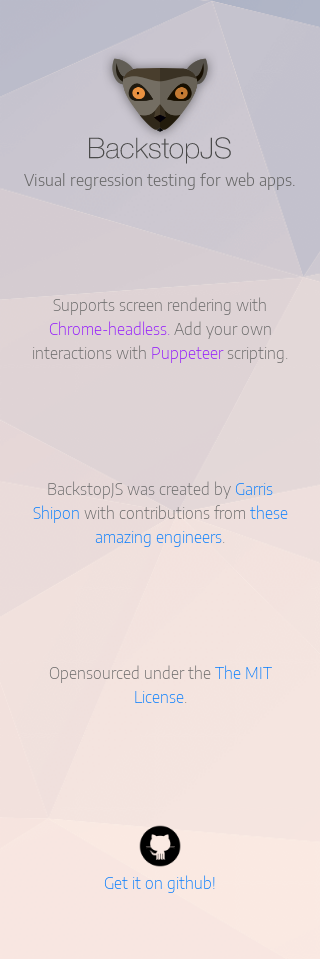 BackstopJS
Visual regression testing for web apps.
Supports screen rendering with
Chrome-headless. Add your own
interactions with Puppeteer scripting.
BackstopJS was created by Garris
Shipon with contributions from these
amazing engineers.
Opensourced under the The MIT
License.
Get it on github!